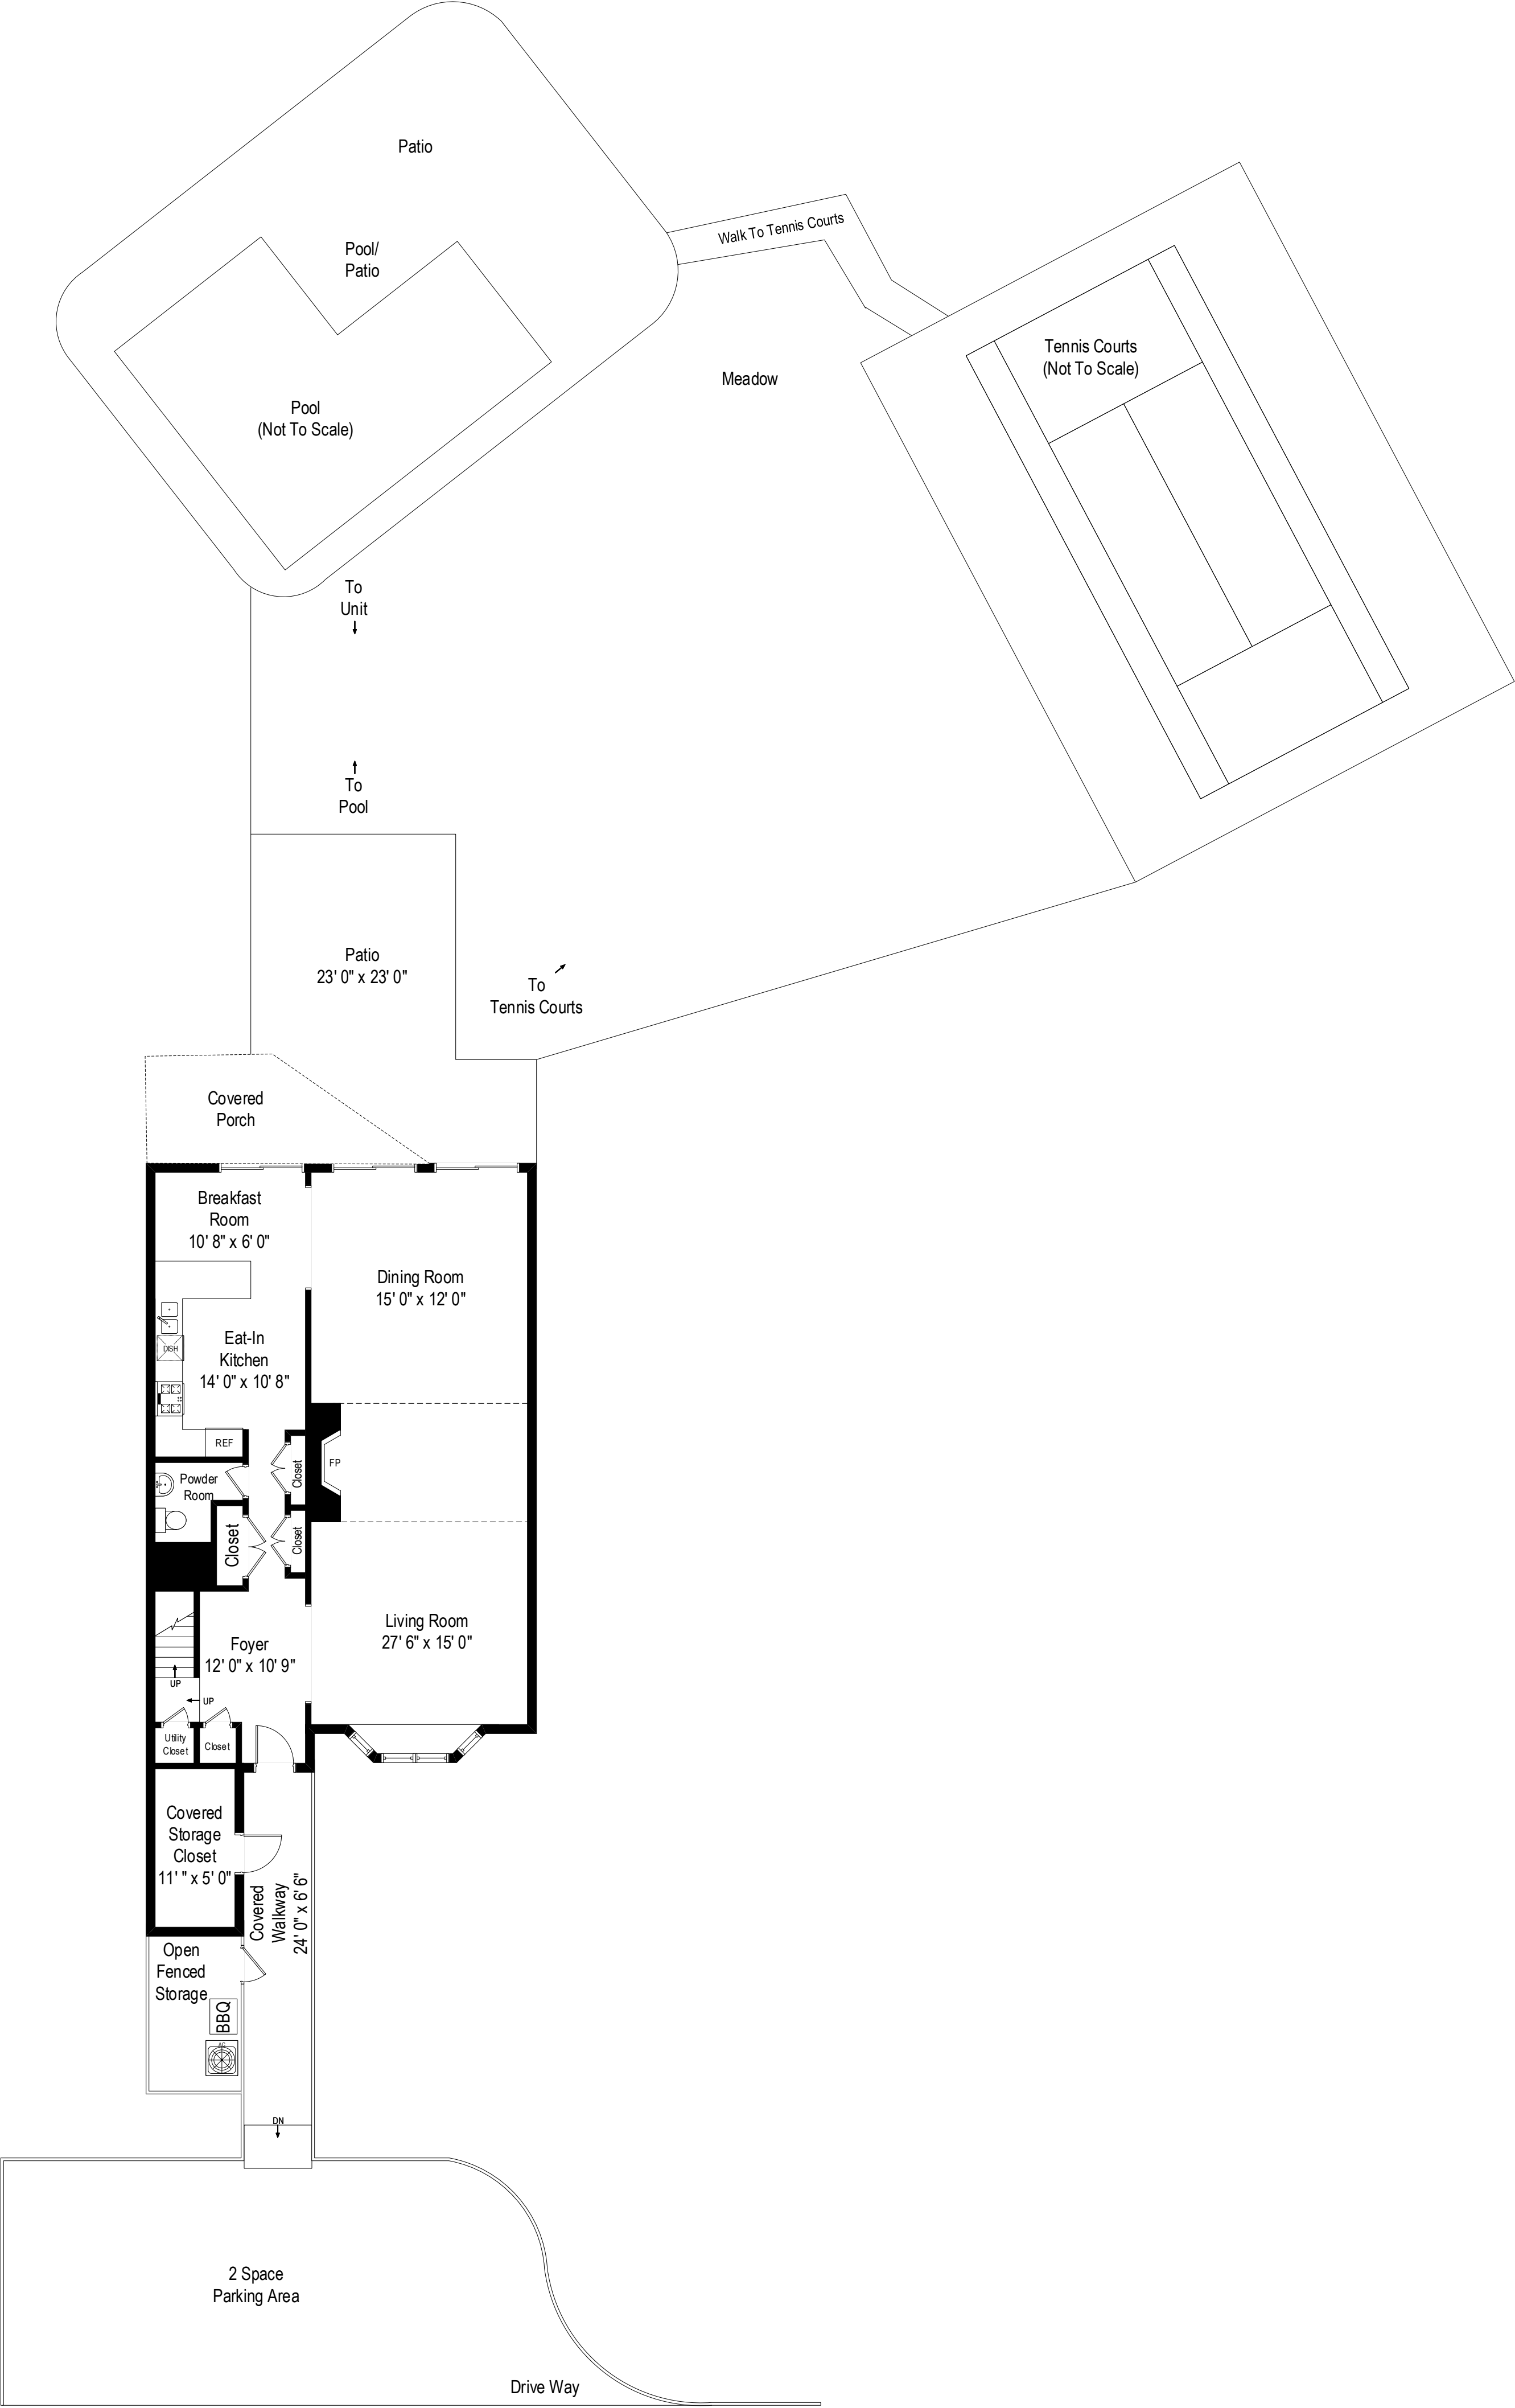 Patio
Pool/
Patio
Walk To Tennis Courts
Tennis Courts
(Not To Scale)
Meadow
Pool
(Not To Scale)
To
Unit
To
Pool
Patio
23' 0" x 23' 0"
To
Tennis Courts
Covered
Porch
Breakfast
Room
10' 8" x 6' 0"
Dining Room
15' 0" x 12' 0"
Eat-In
Kitchen
14' 0" x 10' 8"
DISH
REF
FP
Closet
Powder
Room
Closet
Closet
Living Room
27' 6" x 15' 0"
Foyer
12' 0" x 10' 9"
UP
UP
Utility
Closet
Closet
Covered
Storage
Closet
11' " x 5' 0"
Covered
Walkway
24' 0" x 6' 6"
Open
Fenced
Storage
BBQ
AC
DN
2 Space
Parking Area
Drive Way